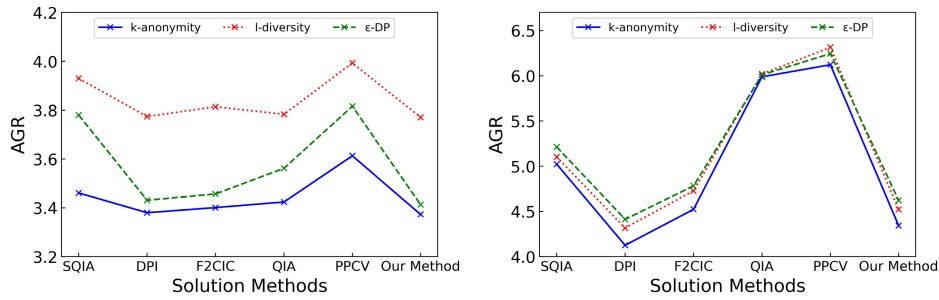 4.2
4.0
3.8
3.6
3.4
3.2
AGR
k-anonymity l-diversity ε-DP
SQIA DPI F2CIC QIA PPCV Our Method
Solution Methods
6.5
6.0
5.5
5.0
4.5
4.0
AGR
k-anonymity l-diversity ε-DP
SQIA DPI F2CIC QIA PPCV Our Method
Solution Methods